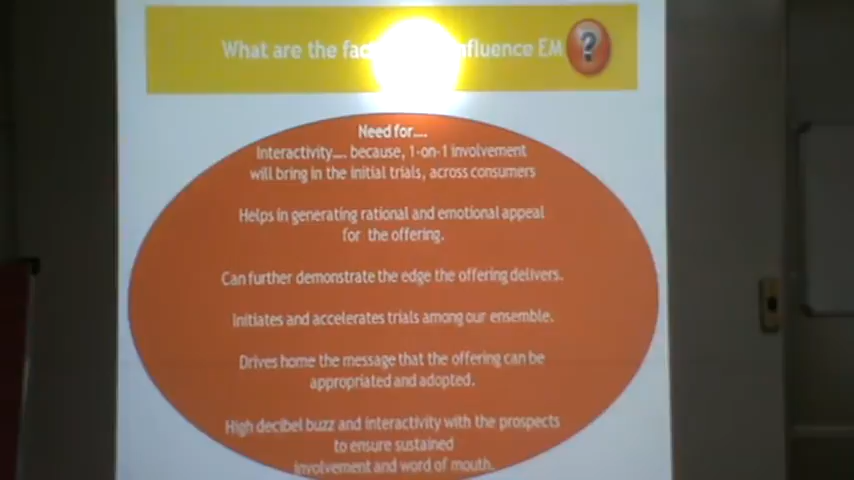 What are the fac fluence EM ?
Need for....
Interactivity.... because, 1-on-1 involvement
will bring in the initial trials, across consumers
Helps in generating rational and emotional appeal
for the offering.
Can further demonstrate the edge the offering delivers.
Initiates and accelerates trials among our ensemble.
Drives home the message that the offering can be
appropriated and adopted.
High decibel buzz and interactivity with the prospects
to ensure sustained
involvement and word of mouth.